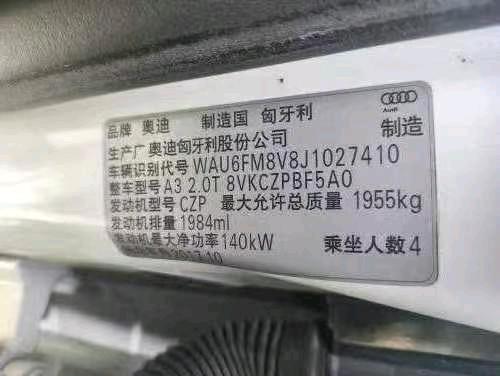 Audi
品牌 奥迪 制造国 匈牙利
生产厂 奥迪匈牙利股份公司 制造
车辆识别代号 WAU6FM8V8J1027410
整车型号 A3 2.0T 8VKCZPBF5A0
发动机型号 CZP 最大允许总质量 1955kg
发动机排量 1984ml
发动机最大净功率 140kW 乘坐人数 4
2017.10